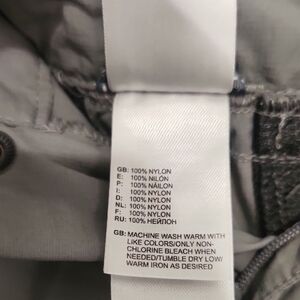 GB: 100% NYLON
E: 100% NILÓN
P: 100% NÁILON
I: 100% NYLON
D: 100% NYLON
NL: 100% NYLON
F: 100% NYLON
RU: 100% НЕЙЛОН
GB: MACHINE WASH WARM WITH
LIKE COLORS/ONLY NON-
CHLORINE BLEACH WHEN
NEEDED/TUMBLE DRY LOW/
WARM IRON AS DESIRED